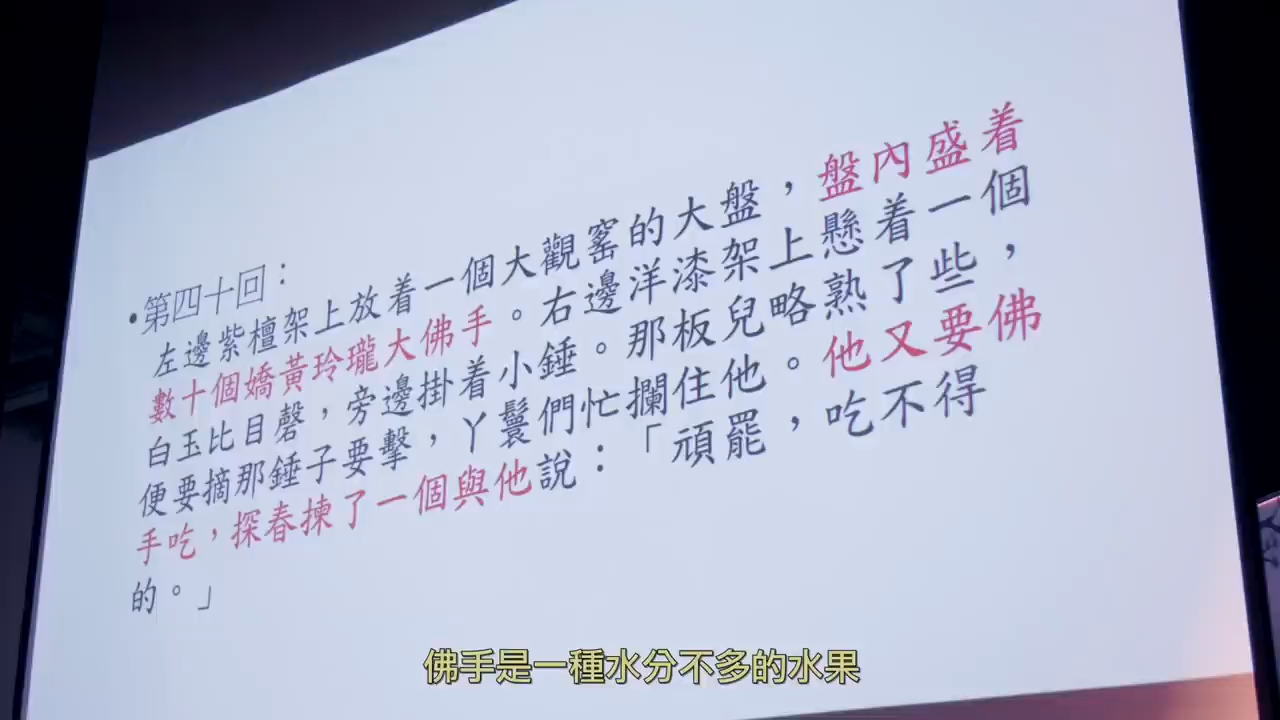 •第四十回：
左邊紫檀架上放着一個大觀窰的大盤，盤內盛着
數十個嬌黃玲瓏大佛手。右邊洋漆架上懸着一個
白玉比目磬，旁邊掛着小錘。那板兒略熟了些，
便要摘那錘子要擊，丫鬟們忙攔住他。他又要佛
手吃，探春揀了一個與他說：「頑罷，吃不得
的。」
佛手是一種水分不多的水果